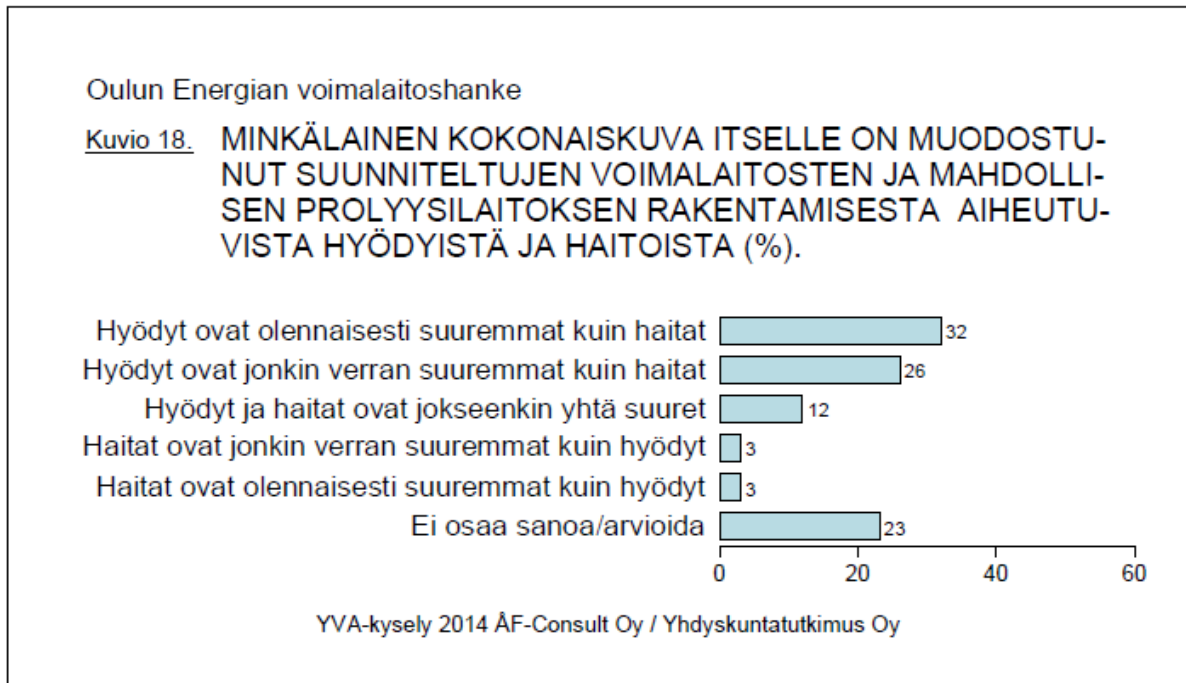 Oulun Energian voimalaitoshanke
Kuvio 18. MINKÄLAINEN KOKONAISKUVA ITSELLE ON MUODOSTU-
NUT SUUNNITELTUJEN VOIMALAITOSTEN JA MAHDOLLI-
SEN PROLYYSILAITOKSEN RAKENTAMISESTA AIHEUTU-
VISTA HYÖDYISTÄ JA HAITOISTA (%).
Hyödyt ovat olennaisesti suuremmat kuin haitat 32
Hyödyt ovat jonkin verran suuremmat kuin haitat 26
Hyödyt ja haitat ovat jokseenkin yhtä suuret 12
Haitat ovat jonkin verran suuremmat kuin hyödyt 3
Haitat ovat olennaisesti suuremmat kuin hyödyt 3
Ei osaa sanoa/arvioida 23
0 20 40 60
YVA-kysely 2014 ÅF-Consult Oy / Yhdyskuntatutkimus Oy